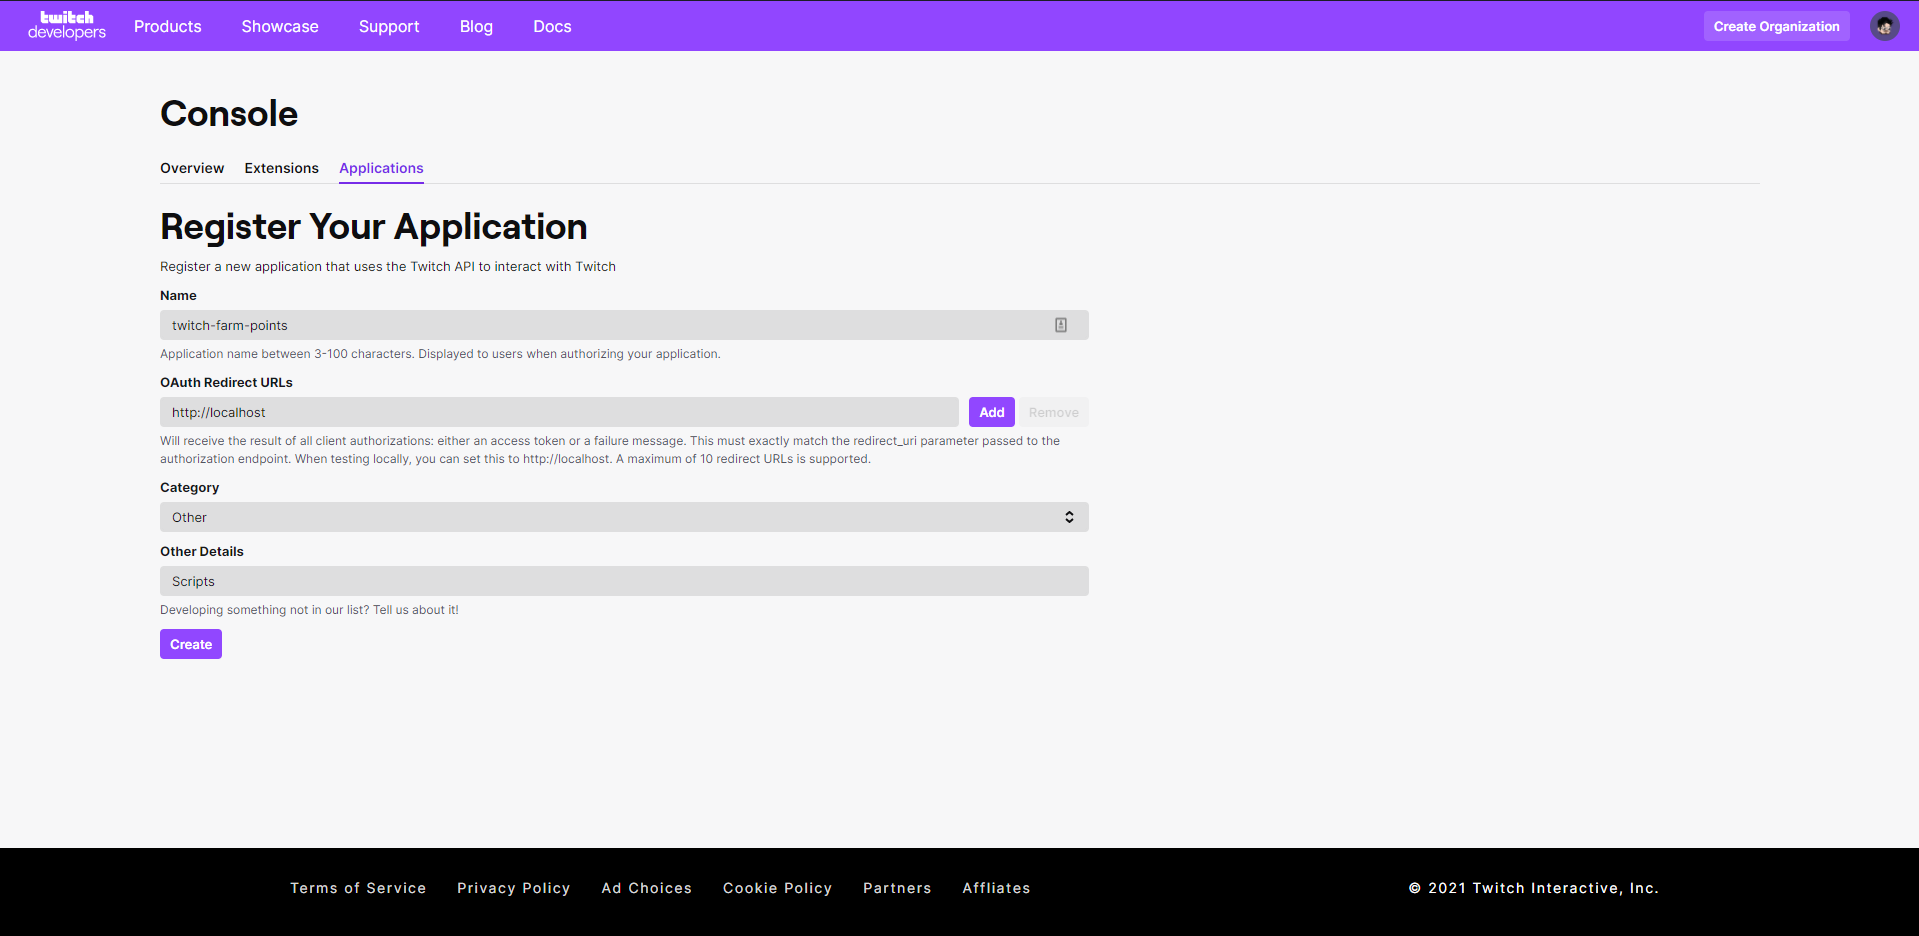 twitch
developers
Products
Showcase
Support
Blog
Docs
Create Organization
Console
Overview
Extensions
Applications
Register Your Application
Register a new application that uses the Twitch API to interact with Twitch
Name
twitch-farm-points
Application name between 3-100 characters. Displayed to users when authorizing your application.
OAuth Redirect URLs
http://localhost
Add
Remove
Will receive the result of all client authorizations: either an access token or a failure message. This must exactly match the redirect_uri parameter passed to the
authorization endpoint. When testing locally, you can set this to http://localhost. A maximum of 10 redirect URLs is supported.
Category
Other
Other Details
Scripts
Developing something not in our list? Tell us about it!
Create
Terms of Service
Privacy Policy
Ad Choices
Cookie Policy
Partners
Affliates
© 2021 Twitch Interactive, Inc.